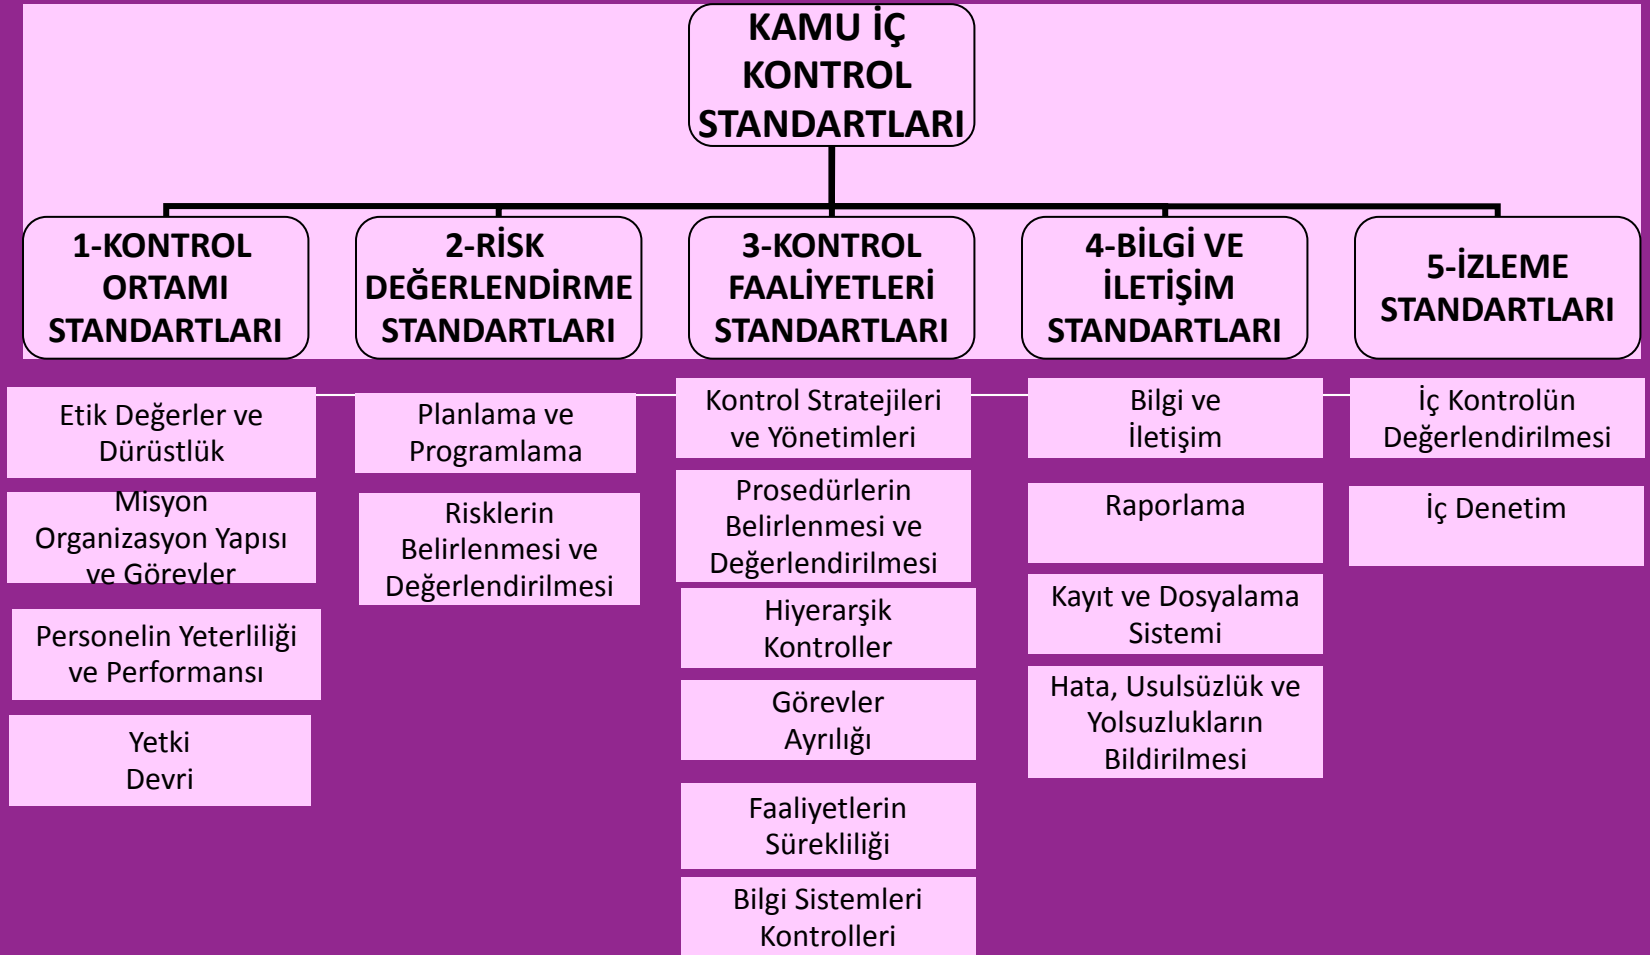 KAMU İÇ
KONTROL
STANDARTLARI
1-KONTROL
ORTAMI
STANDARTLARI
2-RİSK
DEĞERLENDİRME
STANDARTLARI
3-KONTROL
FAALİYETLERİ
STANDARTLARI
4-BİLGİ VE
İLETİŞİM
STANDARTLARI
5-İZLEME
STANDARTLARI
Etik Değerler ve
Dürüstlük
Misyon
Organizasyon Yapısı
ve Görevler
Personelin Yeterliliği
ve Performansı
Yetki
Devri
Planlama ve
Programlama
Risklerin
Belirlenmesi ve
Değerlendirilmesi
Kontrol Stratejileri
ve Yönetimleri
Prosedürlerin
Belirlenmesi ve
Değerlendirilmesi
Hiyerarşik
Kontroller
Görevler
Ayrılığı
Faaliyetlerin
Sürekliliği
Bilgi Sistemleri
Kontrolleri
Bilgi ve
İletişim
Raporlama
Kayıt ve Dosyalama
Sistemi
Hata, Usulsüzlük ve
Yolsuzlukların
Bildirilmesi
İç Kontrolün
Değerlendirilmesi
İç Denetim